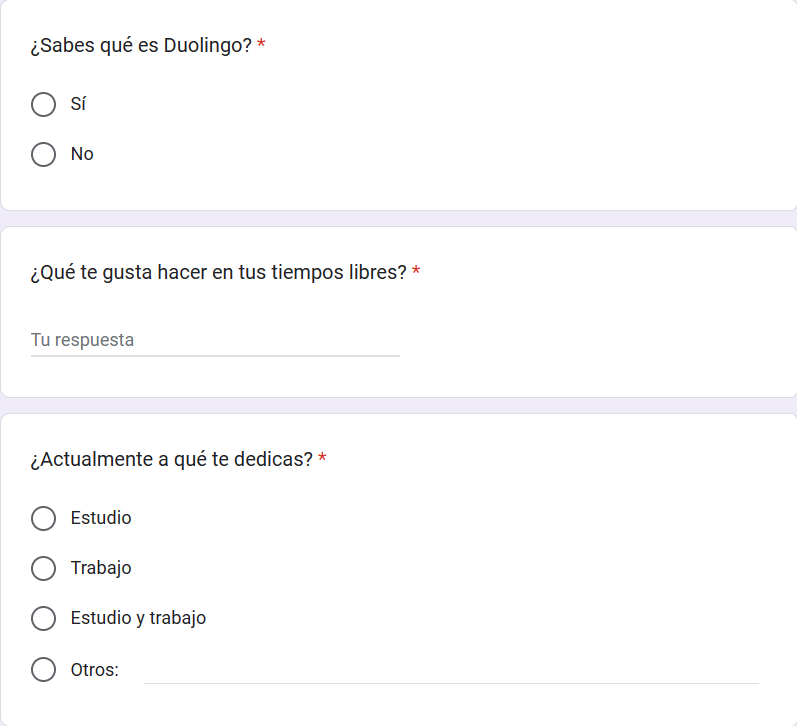 ¿Sabes qué es Duolingo? *
Sí
No
¿Qué te gusta hacer en tus tiempos libres? *
Tu respuesta
¿Actualmente a qué te dedicas? *
Estudio
Trabajo
Estudio y trabajo
Otros: